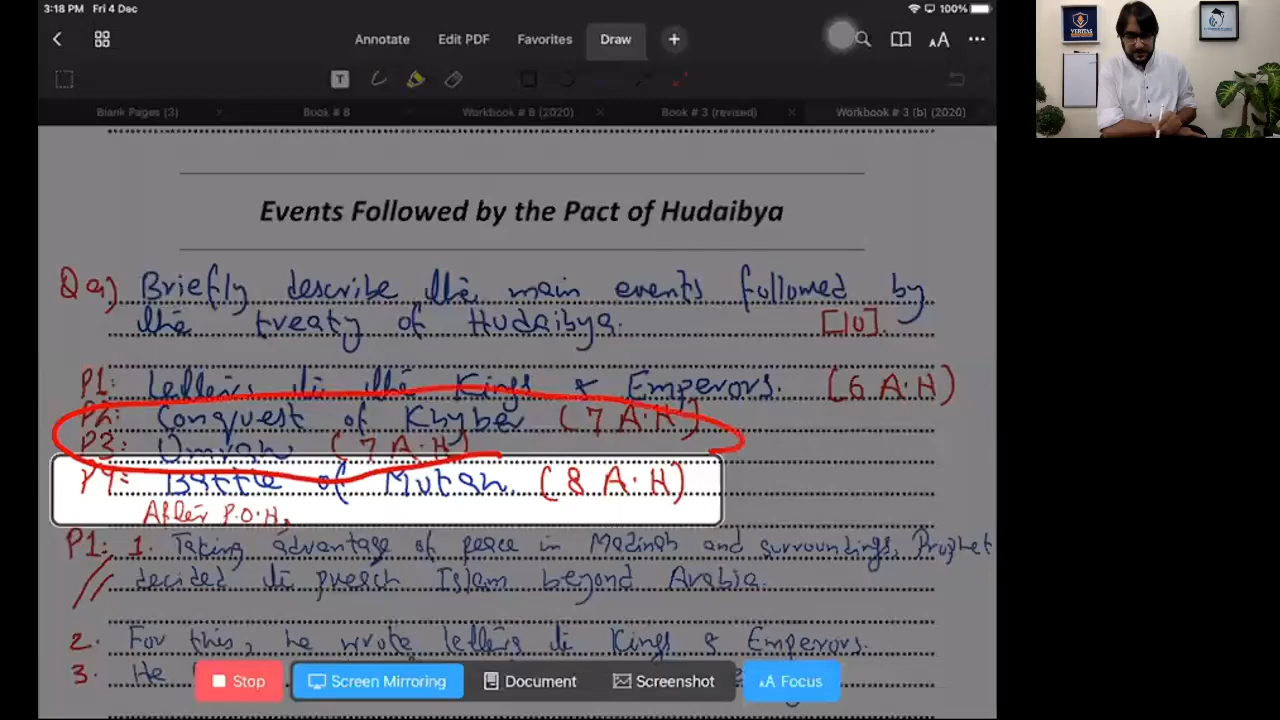 3:18 PM Fri 4 Dec 100%
Annotate Edit PDF Favorites Draw + AA
T
Blank Pages (3) × Book # 8 × Workbook # 8 (2020) × Book # 3 (revised) × Workbook # 3 (b) (2020)
VERITAS
Events Followed by the Pact of Hudaibya
Q a) Briefly describe the main events followed by
the treaty of Hudaibya. [10].
P1: Letters to the Kings & Emperors. (6 A.H)
P2: Conquest of Khyber (7 A.H)
P3: Umrah (7 A.H)
P4: Battle of Mutah. (8 A.H)
After P.O.H,
P1: 1. Taking advantage of peace in Madinah and surroundings, Prophet
decided to preach Islam beyond Arabia.
2. For this, he wrote letters to Kings & Emperors.
3. He
Stop Screen Mirroring Document Screenshot AA Focus